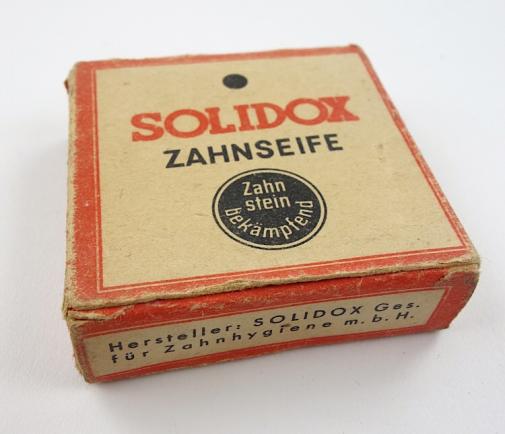 SOLIDOX
ZAHNSEIFE
Zahn
stein
bekämpfend
Hersteller: SOLIDOX Ges.
für Zahnhygiene m.b.H.